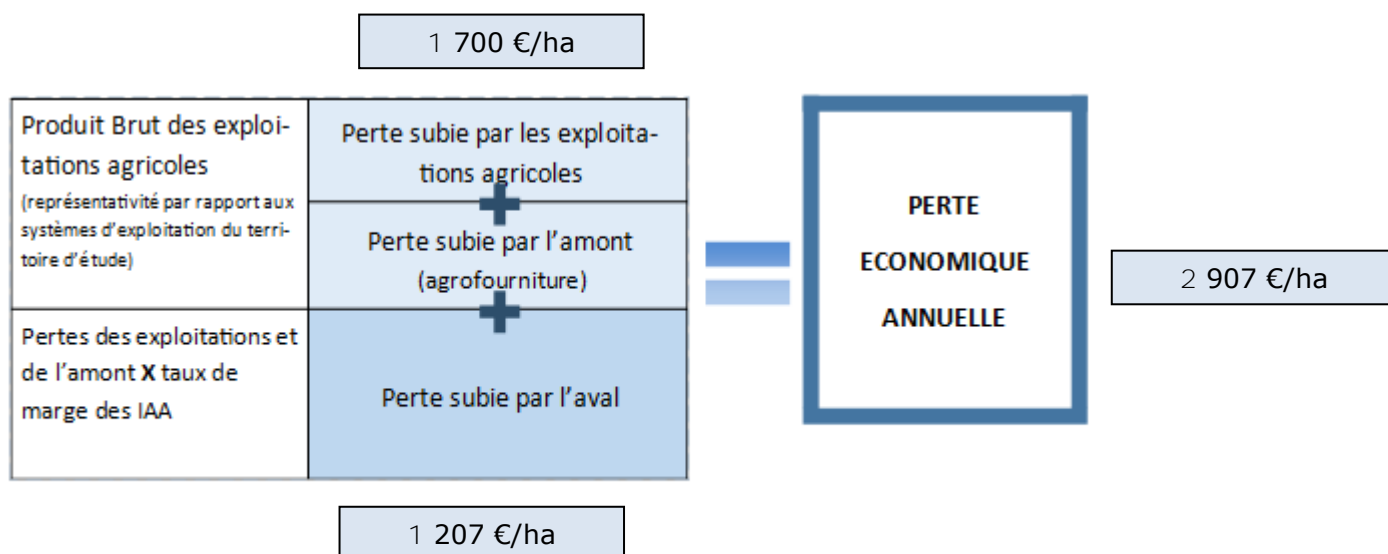 1 700 €/ha
Produit Brut des exploi-
tations agricoles
(représentativité par rapport aux
systèmes d'exploitation du terri-
toire d'étude)
Perte subie par les exploita-
tions agricoles
Perte subie par l'amont
(agrofourniture)
Pertes des exploitations et
de l'amont X taux de
marge des IAA
Perte subie par l'aval
PERTE
ECONOMIQUE
ANNUELLE
2 907 €/ha
1 207 €/ha